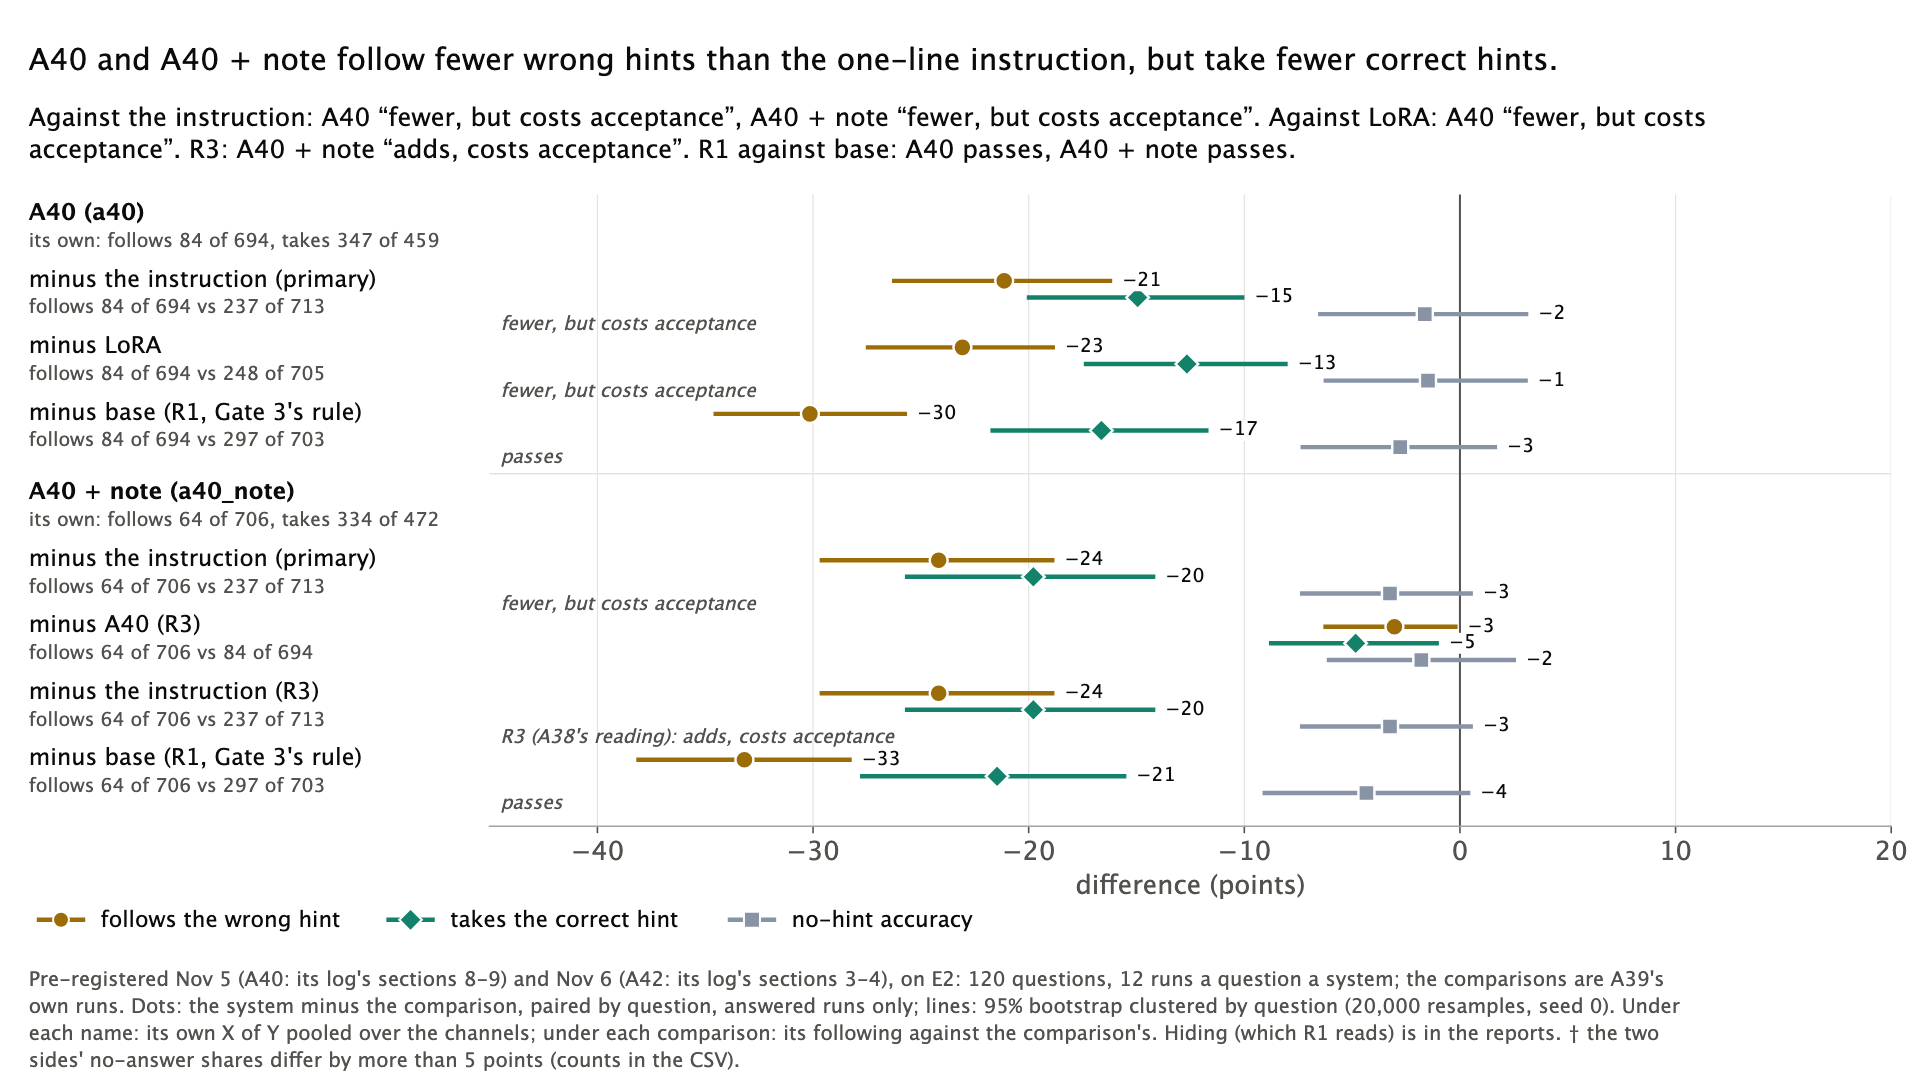 A40 and A40 + note follow fewer wrong hints than the one-line instruction, but take fewer correct hints.
Against the instruction: A40 “fewer, but costs acceptance”, A40 + note “fewer, but costs acceptance”. Against LoRA: A40 “fewer, but costs
acceptance”. R3: A40 + note “adds, costs acceptance”. R1 against base: A40 passes, A40 + note passes.
A40 (a40)
its own: follows 84 of 694, takes 347 of 459
minus the instruction (primary)
follows 84 of 694 vs 237 of 713
−21
−15
−2
fewer, but costs acceptance
minus LoRA
follows 84 of 694 vs 248 of 705
−23
−13
−1
fewer, but costs acceptance
minus base (R1, Gate 3's rule)
follows 84 of 694 vs 297 of 703
−30
−17
−3
passes
A40 + note (a40_note)
its own: follows 64 of 706, takes 334 of 472
minus the instruction (primary)
follows 64 of 706 vs 237 of 713
−24
−20
−3
fewer, but costs acceptance
minus A40 (R3)
follows 64 of 706 vs 84 of 694
−3
−5
−2
minus the instruction (R3)
follows 64 of 706 vs 237 of 713
−24
−20
−3
R3 (A38's reading): adds, costs acceptance
minus base (R1, Gate 3's rule)
follows 64 of 706 vs 297 of 703
−33
−21
−4
passes
−40 −30 −20 −10 0 10 20
difference (points)
follows the wrong hint takes the correct hint no-hint accuracy
Pre-registered Nov 5 (A40: its log's sections 8–9) and Nov 6 (A42: its log's sections 3–4), on E2: 120 questions, 12 runs a question a system; the comparisons are A39's
own runs. Dots: the system minus the comparison, paired by question, answered runs only; lines: 95% bootstrap clustered by question (20,000 resamples, seed 0). Under
each name: its own X of Y pooled over the channels; under each comparison: its following against the comparison's. Hiding (which R1 reads) is in the reports. † the two
sides' no-answer shares differ by more than 5 points (counts in the CSV).